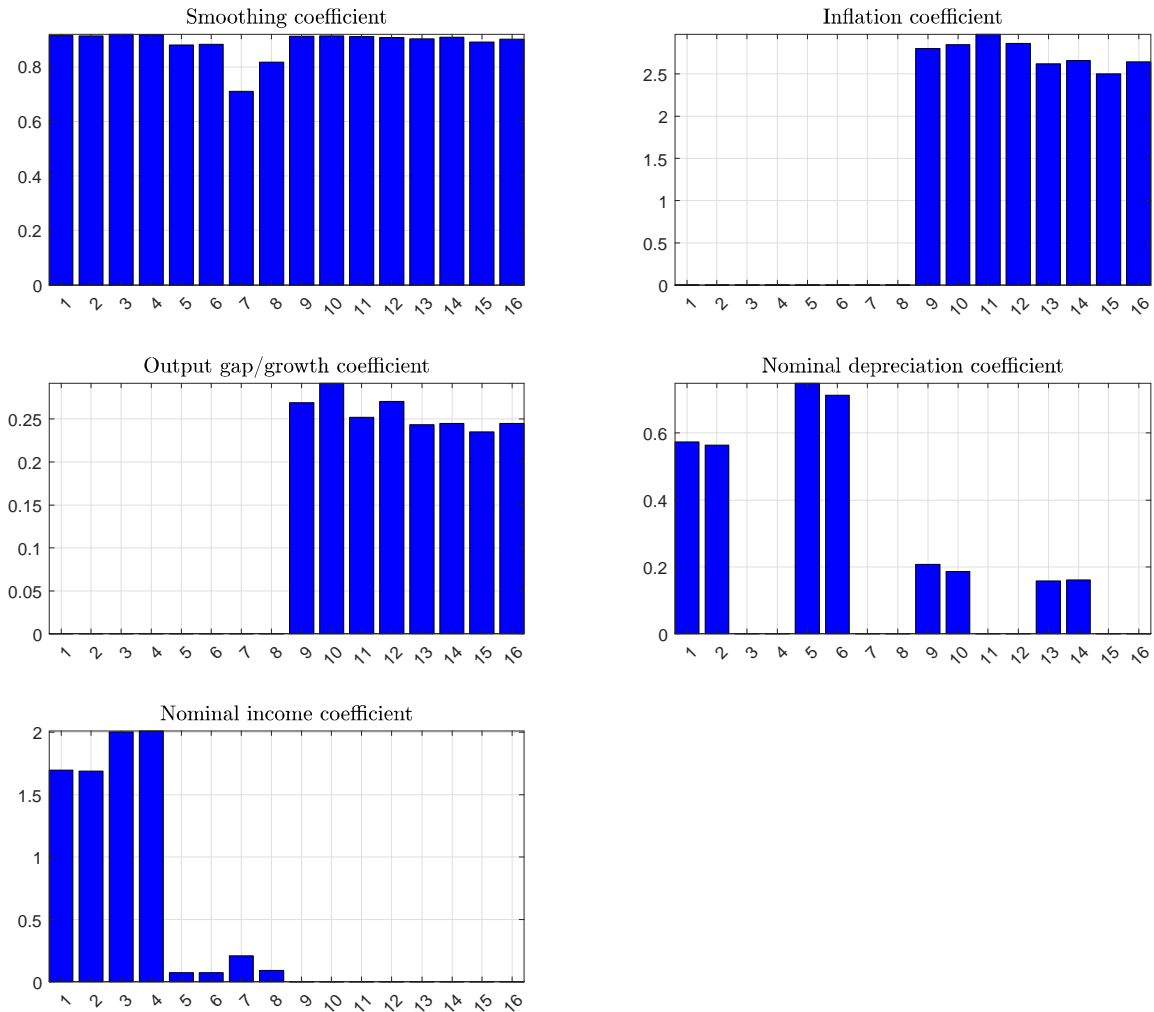 Smoothing coefficient
0.8
0.6
0.4
0.2
0
1 2 3 4 5 6 7 8 9 10 11 12 13 14 15 16
Inflation coefficient
2.5
2
1.5
1
0.5
0
1 2 3 4 5 6 7 8 9 10 11 12 13 14 15 16
Output gap/growth coefficient
0.25
0.2
0.15
0.1
0.05
0
1 2 3 4 5 6 7 8 9 10 11 12 13 14 15 16
Nominal depreciation coefficient
0.6
0.4
0.2
0
1 2 3 4 5 6 7 8 9 10 11 12 13 14 15 16
Nominal income coefficient
2
1.5
1
0.5
0
1 2 3 4 5 6 7 8 9 10 11 12 13 14 15 16